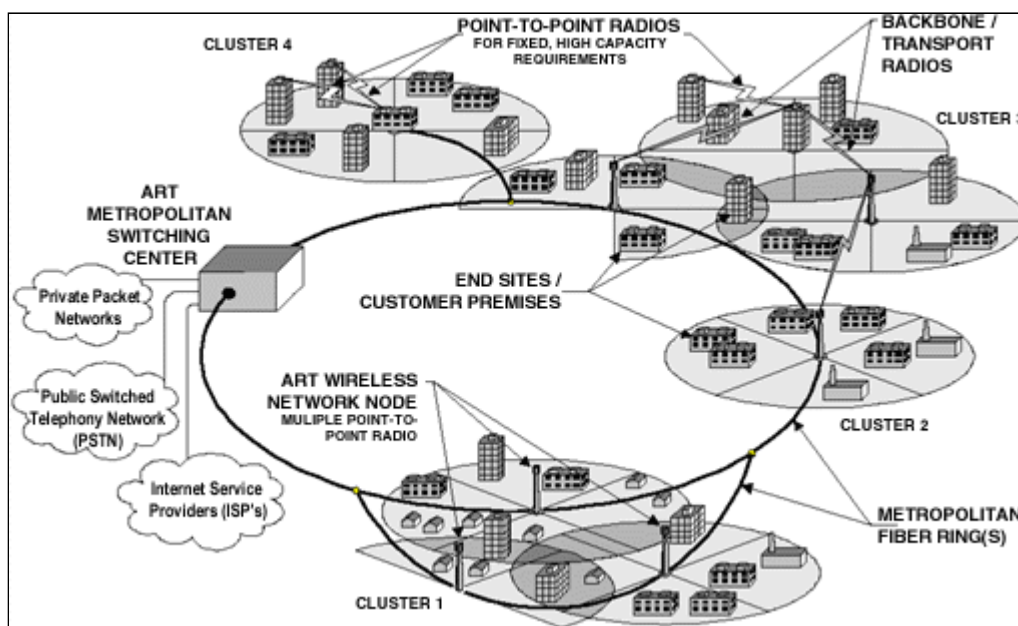 CLUSTER 4
POINT-TO-POINT RADIOS
FOR FIXED, HIGH CAPACITY
REQUIREMENTS
BACKBONE /
TRANSPORT
RADIOS
CLUSTER 3
ART
METROPOLITAN
SWITCHING
CENTER
Private Packet
Networks
Public Switched
Telephony Network
(PSTN)
Internet Service
Providers (ISP's)
END SITES /
CUSTOMER PREMISES
ART WIRELESS
NETWORK NODE
MULIPLE POINT-TO-
POINT RADIO
CLUSTER 2
METROPOLITAN
FIBER RING(S)
CLUSTER 1